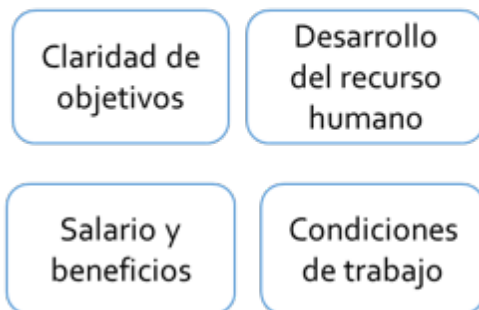 Claridad de
objetivos
Desarrollo
del recurso
humano
Salario y
beneficios
Condiciones
de trabajo